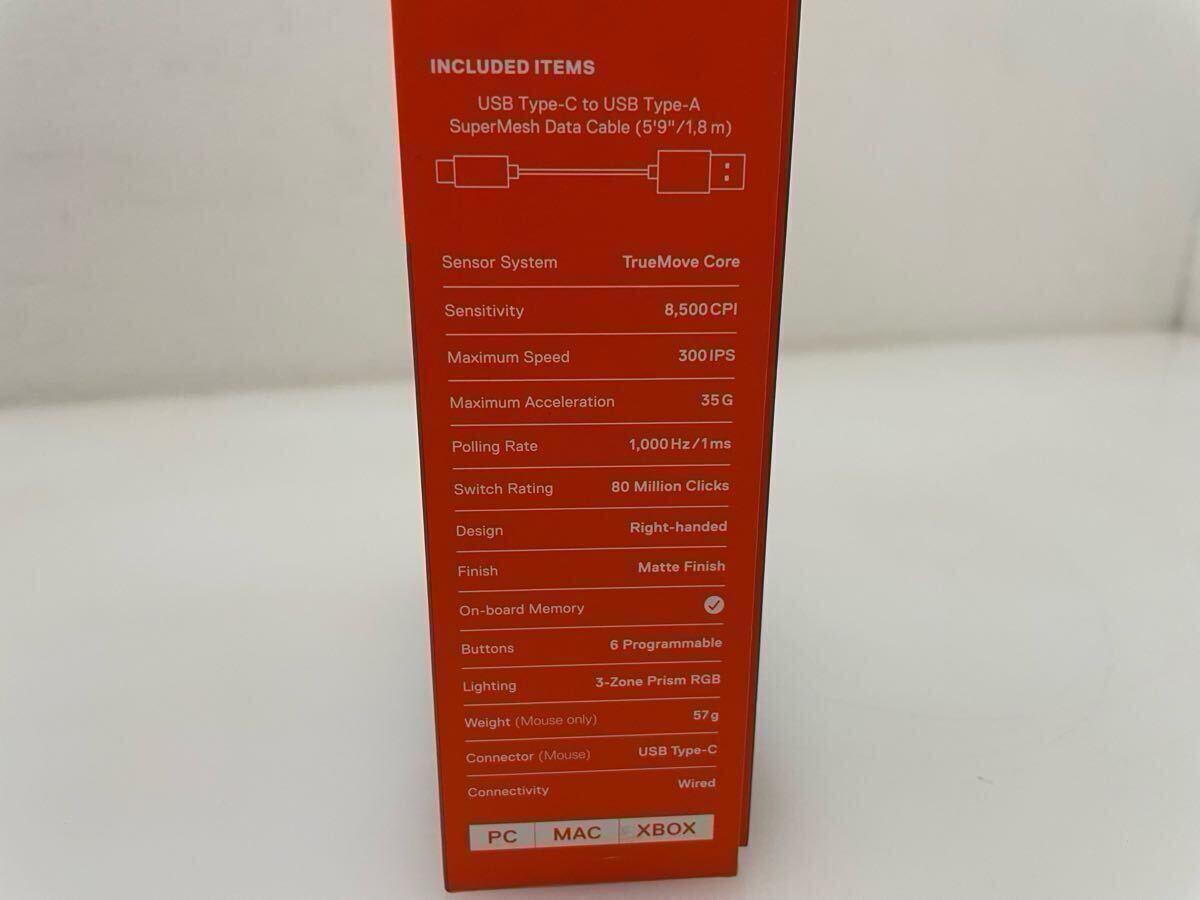 INCLUDED ITEMS
USB Type-C to USB Type-A
SuperMesh Data Cable (5'9"/1,8 m)
Sensor System TrueMove Core
Sensitivity 8,500 CPI
Maximum Speed 300 IPS
Maximum Acceleration 35 G
Polling Rate 1,000 Hz/1 ms
Switch Rating 80 Million Clicks
Design Right-handed
Finish Matte Finish
On-board Memory
Buttons 6 Programmable
Lighting 3-Zone Prism RGB
Weight (Mouse only) 57g
Connector (Mouse) USB Type-C
Connectivity Wired
PC MAC XBOX